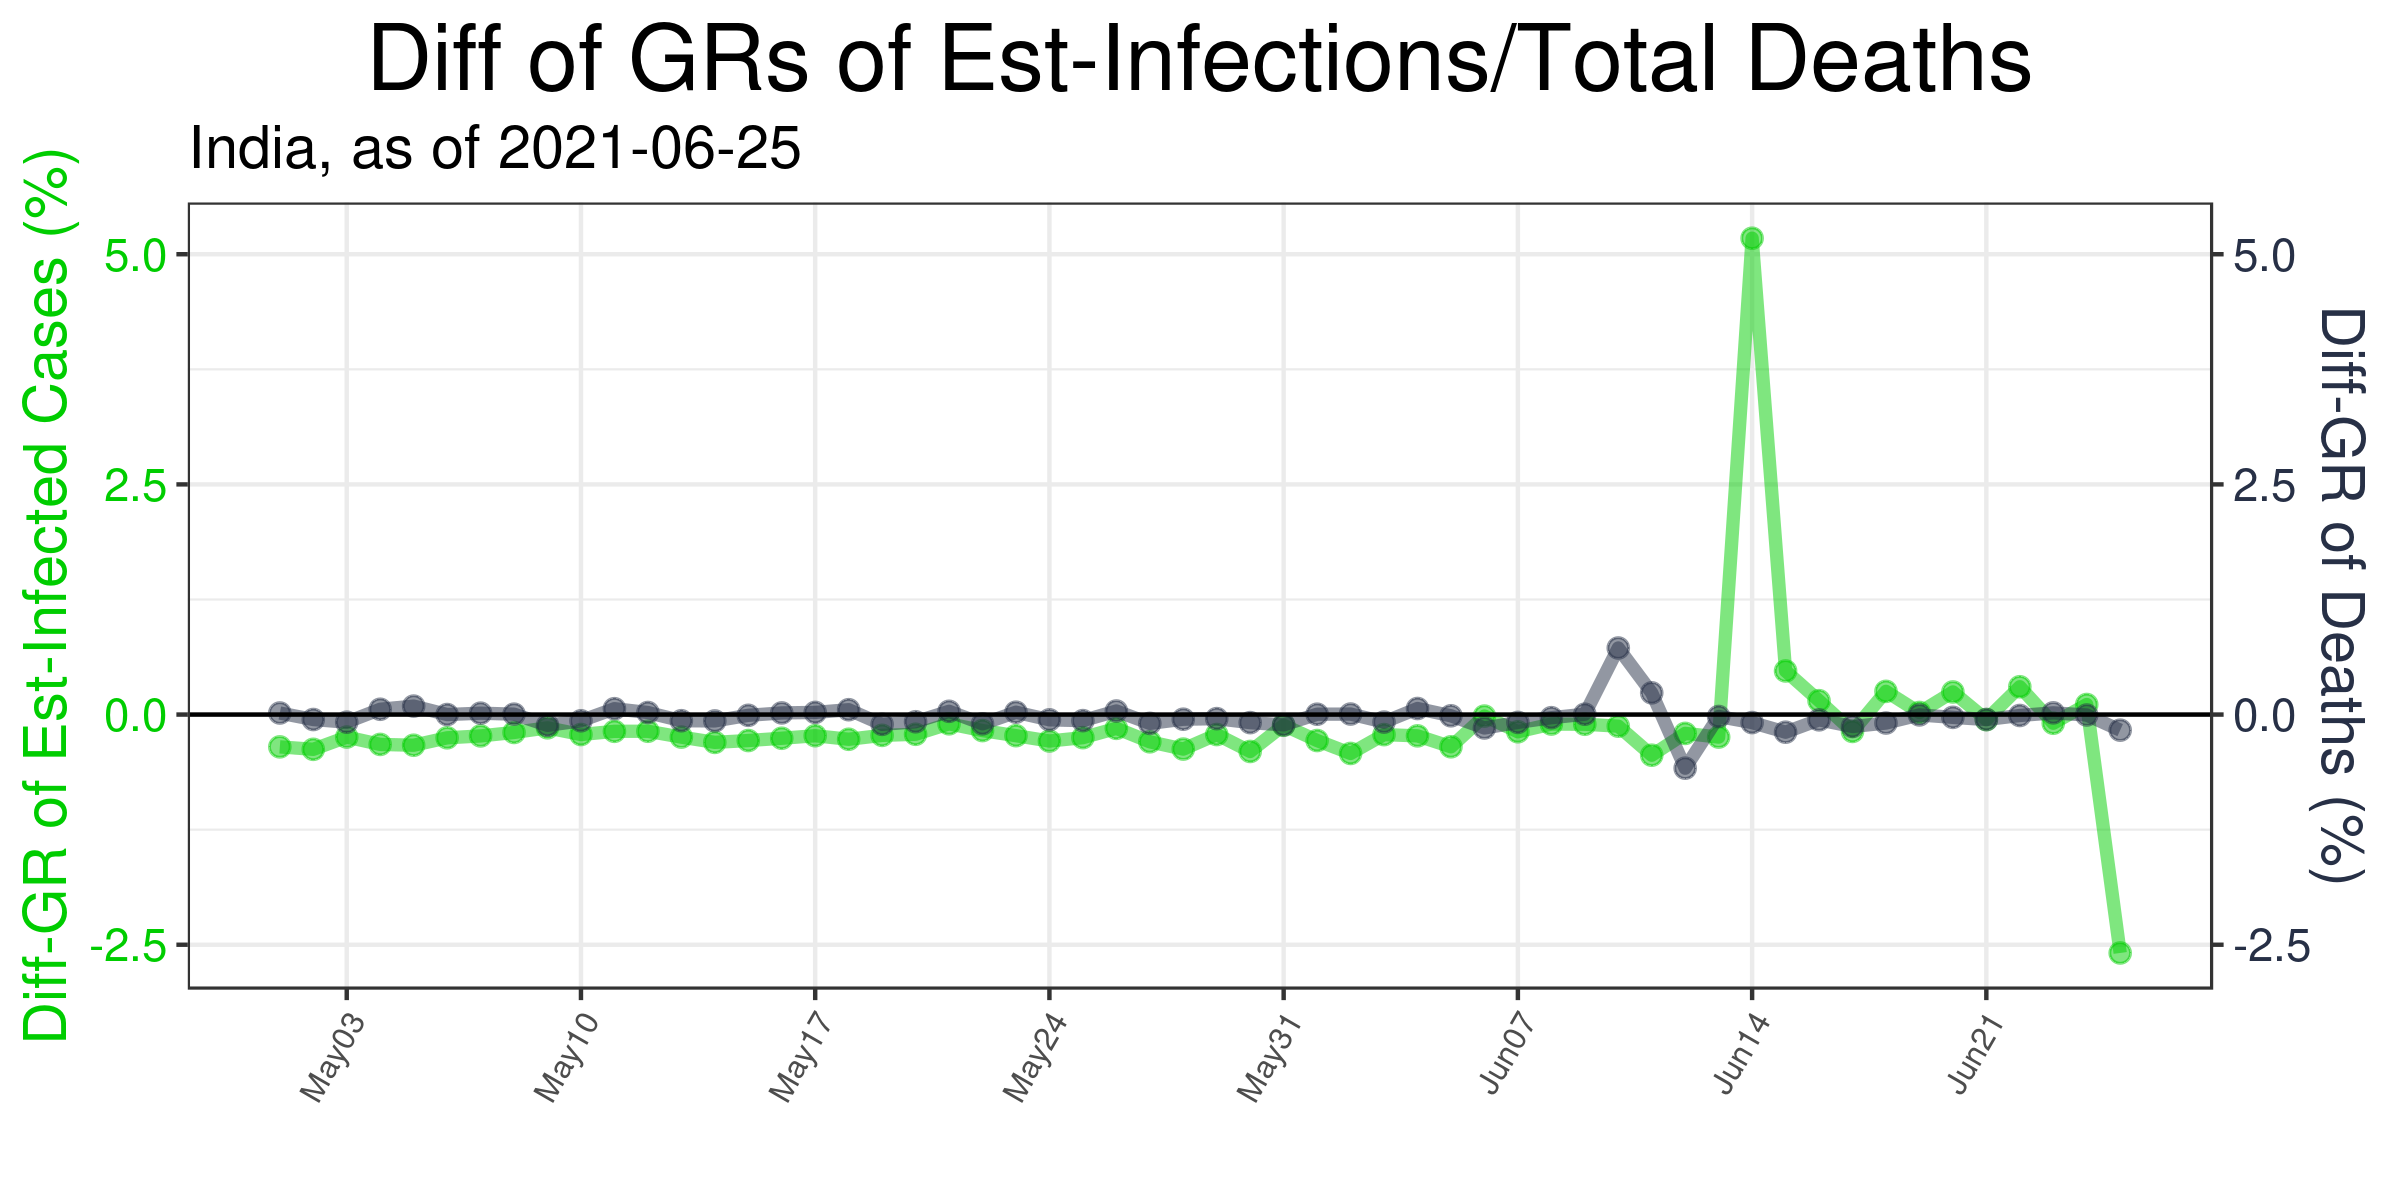 Diff of GRs of Est-Infections/Total Deaths
India, as of 2021-06-25
Diff-GR of Est-Infected Cases (%)
5.0
2.5
0.0
-2.5
5.0
2.5
0.0
-2.5
Diff-GR of Deaths (%)
May03
May10
May17
May24
May31
Jun07
Jun14
Jun21